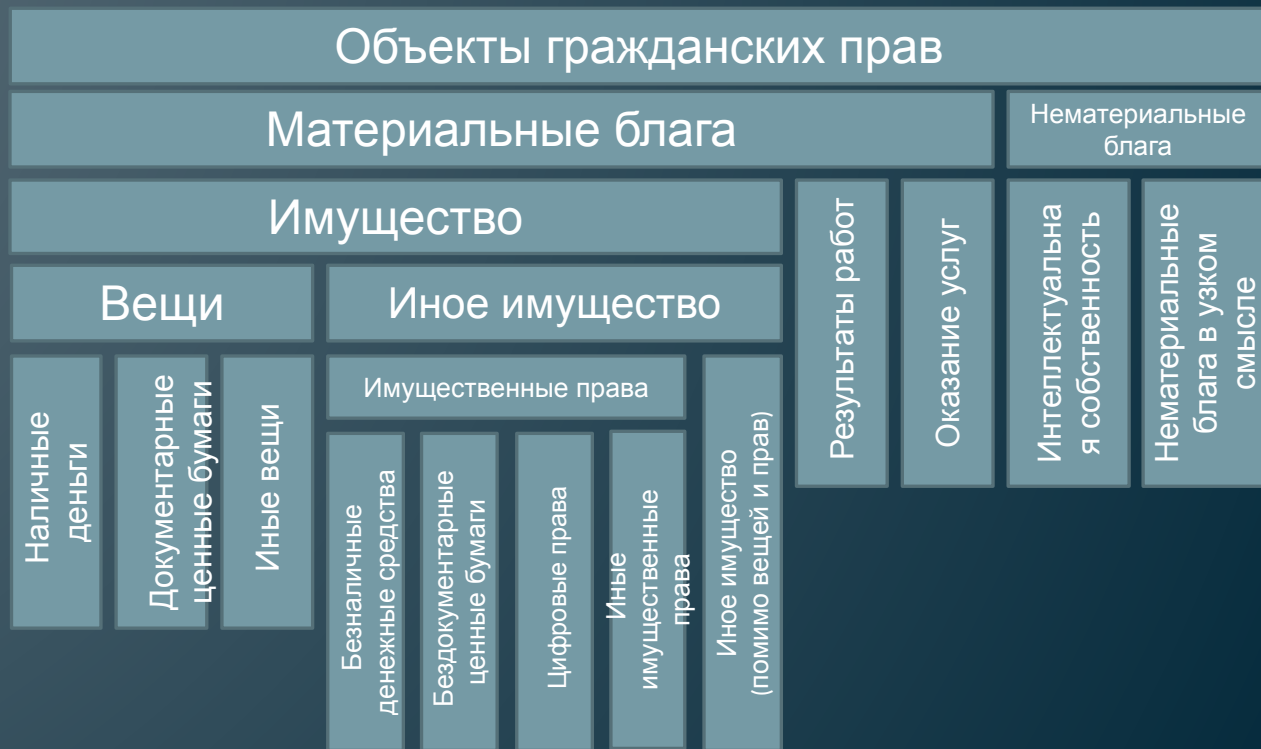 Объекты гражданских прав
Материальные блага
Нематериальные
блага
Имущество
Результаты работ
Оказание услуг
Интеллектуальна
я собственность
Нематериальные
блага в узком
смысле
Вещи
Иное имущество
Наличные
деньги
Документарные
ценные бумаги
Иные вещи
Имущественные права
Безналичные
денежные средства
Бездокументарные
ценные бумаги
Цифровые права
Иные
имущественные
права
Иное имущество
(помимо вещей и прав)